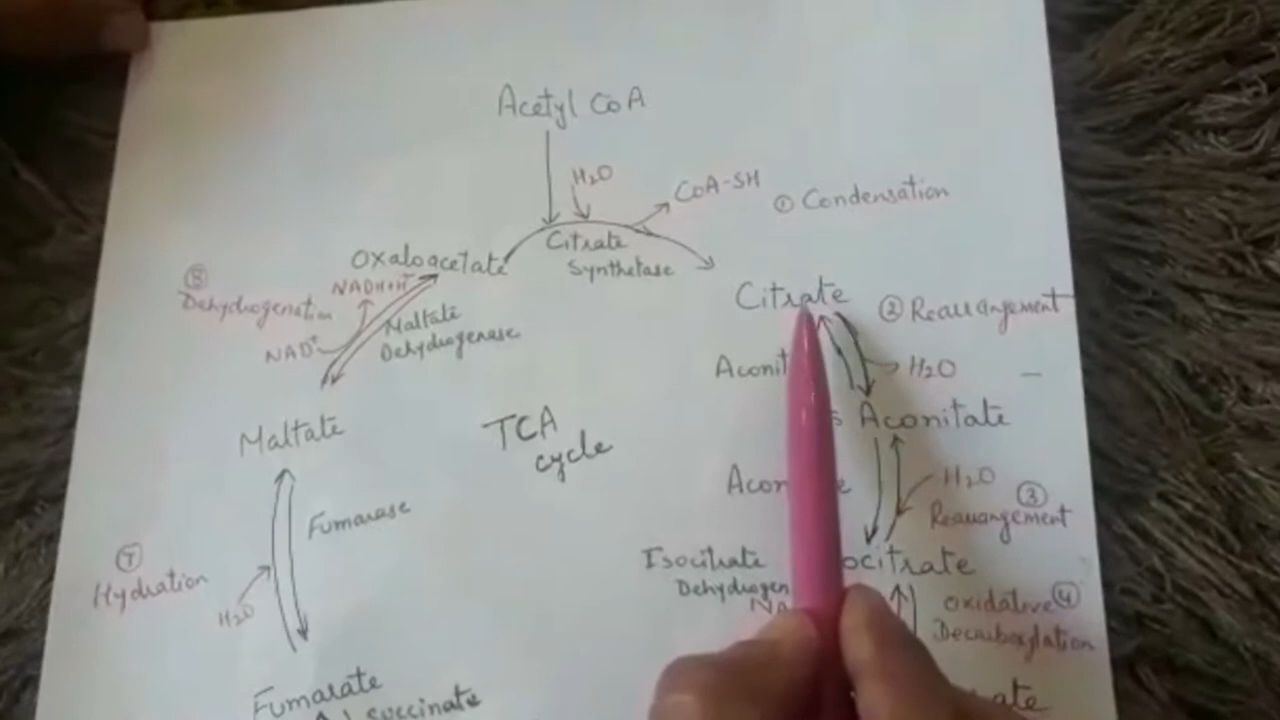 Acetyl CoA
H2O
CoA-SH
① Condensation
Oxaloacetate
Citrate
Synthetase
⑧
Dehydrogenation
NADH+H+
NAD+
Maltate
Dehydrogenase
Citrate
② Rearrangement
H2O
Aconitate
Maltate
TCA
cycle
Fumarase
H2O
③
Rearrangement
⑦
Hydration
H2O
Isocitrate
④
Oxidative
Decarboxylation
Fumarate
Succinate